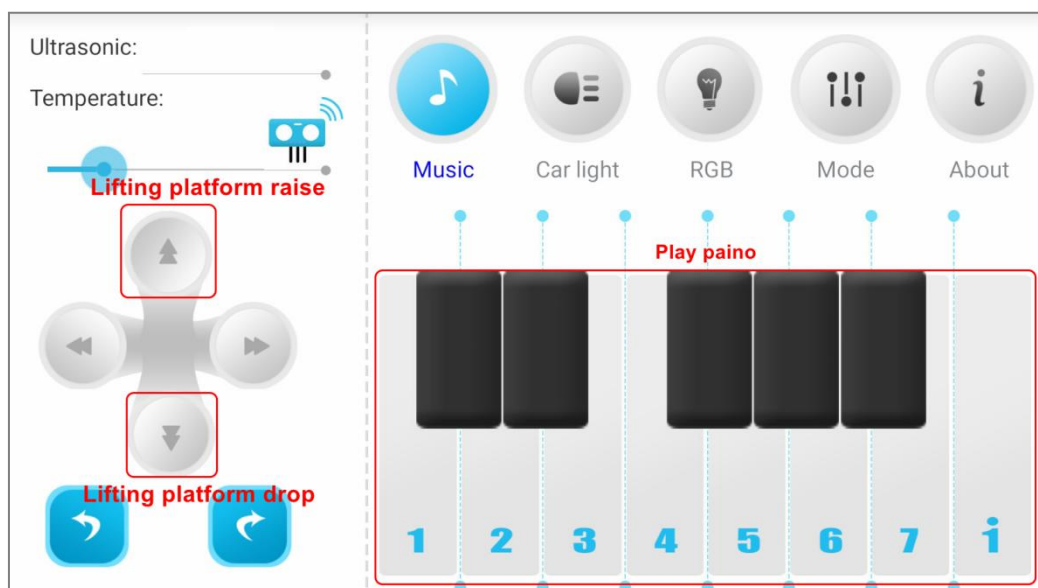 Ultrasonic:
Temperature:
Lifting platform raise
Lifting platform drop
Music Car light RGB Mode About
Play paino
1 2 3 4 5 6 7 i